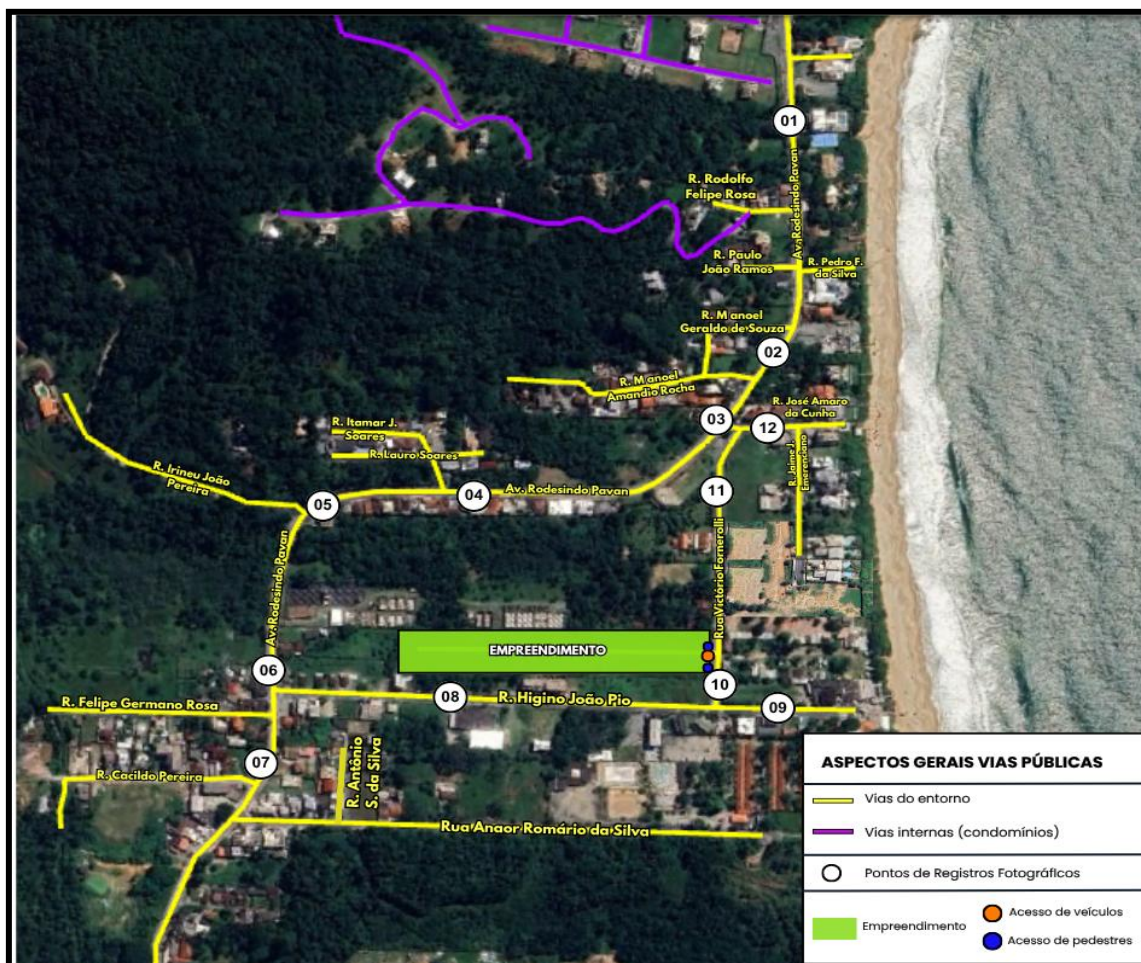 01
R. Rodolfo
Felipe Rosa
Av. Rodesindo Pavan
R. Paulo
João Ramos
R. Pedro F.
da Silva
R. Manoel
Geraldo de Souza
02
R. Manoel
Amandio Rocha
R. José Amaro
da Cunha
03
12
R. Itamar J.
Soares
R. Lauro Soares
R. Jaime J.
Emerenciano
R. Irineu João
Pereira
05
04
Av. Rodesindo Pavan
11
Av. Rodesindo Pavan
Rua Victório Fornerolli
EMPREENDIMENTO
06
10
08
R. Higino João Pio
09
R. Felipe Germano Rosa
07
R. Cacildo Pereira
R. Antônio
S. da Silva
Rua Anaor Romário da Silva
ASPECTOS GERAIS VIAS PÚBLICAS
Vias do entorno
Vias internas (condomínios)
Pontos de Registros Fotográficos
Empreendimento
Acesso de veículos
Acesso de pedestres